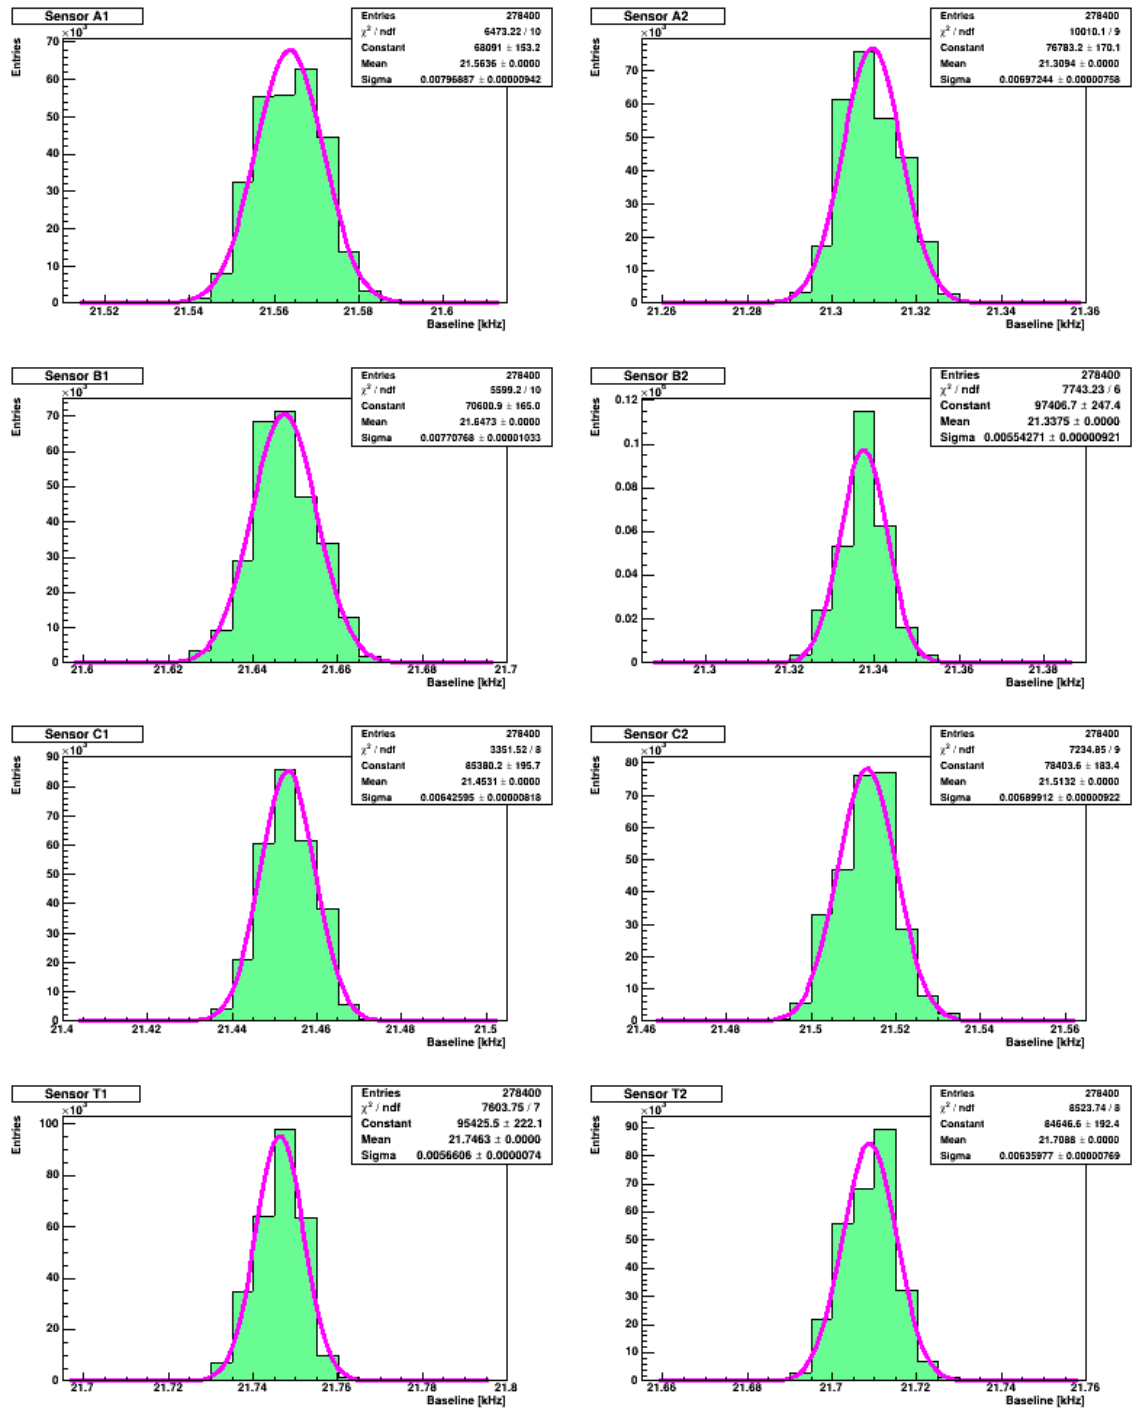 Sensor A1
Entries 278400
χ² / ndf 6473.22 / 10
Constant 68091 ± 153.2
Mean 21.5636 ± 0.0000
Sigma 0.00796887 ± 0.00000942
×10³
Entries
70
60
50
40
30
20
10
0
21.52 21.54 21.56 21.58 21.6
Baseline [kHz]
Sensor A2
Entries 278400
χ² / ndf 10010.1 / 9
Constant 76783.2 ± 170.1
Mean 21.3094 ± 0.0000
Sigma 0.00697244 ± 0.00000758
×10³
Entries
70
60
50
40
30
20
10
0
21.26 21.28 21.3 21.32 21.34 21.36
Baseline [kHz]
Sensor B1
Entries 278400
χ² / ndf 5599.2 / 10
Constant 70600.9 ± 165.0
Mean 21.6473 ± 0.0000
Sigma 0.00770768 ± 0.00001033
×10³
Entries
70
60
50
40
30
20
10
0
21.6 21.62 21.64 21.66 21.68 21.7
Baseline [kHz]
Sensor B2
Entries 278400
χ² / ndf 7743.23 / 6
Constant 97406.7 ± 247.4
Mean 21.3375 ± 0.0000
Sigma 0.00554271 ± 0.00000921
×10⁶
Entries
0.12
0.1
0.08
0.06
0.04
0.02
0
21.3 21.32 21.34 21.36 21.38
Baseline [kHz]
Sensor C1
Entries 278400
χ² / ndf 3351.52 / 8
Constant 85380.2 ± 195.7
Mean 21.4531 ± 0.0000
Sigma 0.00642595 ± 0.00000818
×10³
Entries
90
80
70
60
50
40
30
20
10
0
21.4 21.42 21.44 21.46 21.48 21.5
Baseline [kHz]
Sensor C2
Entries 278400
χ² / ndf 7234.85 / 9
Constant 78403.6 ± 183.4
Mean 21.5132 ± 0.0000
Sigma 0.00689912 ± 0.00000922
×10³
Entries
80
70
60
50
40
30
20
10
0
21.46 21.48 21.5 21.52 21.54 21.56
Baseline [kHz]
Sensor T1
Entries 278400
χ² / ndf 7603.75 / 7
Constant 95425.5 ± 222.1
Mean 21.7463 ± 0.0000
Sigma 0.0056606 ± 0.0000074
×10³
Entries
100
80
60
40
20
0
21.7 21.72 21.74 21.76 21.78 21.8
Baseline [kHz]
Sensor T2
Entries 278400
χ² / ndf 8523.74 / 8
Constant 84646.6 ± 192.4
Mean 21.7088 ± 0.0000
Sigma 0.00635977 ± 0.00000769
×10³
Entries
90
80
70
60
50
40
30
20
10
0
21.66 21.68 21.7 21.72 21.74 21.76
Baseline [kHz]